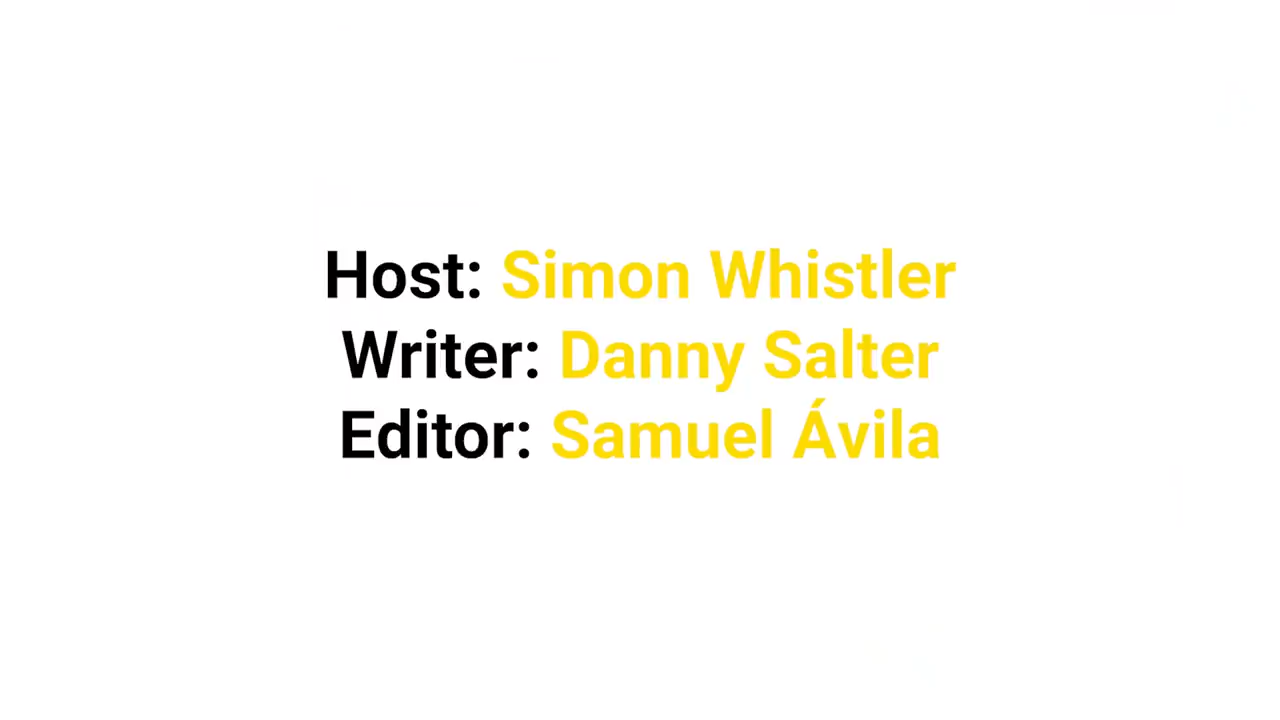 Host: Simon Whistler
Writer: Danny Salter
Editor: Samuel Ávila